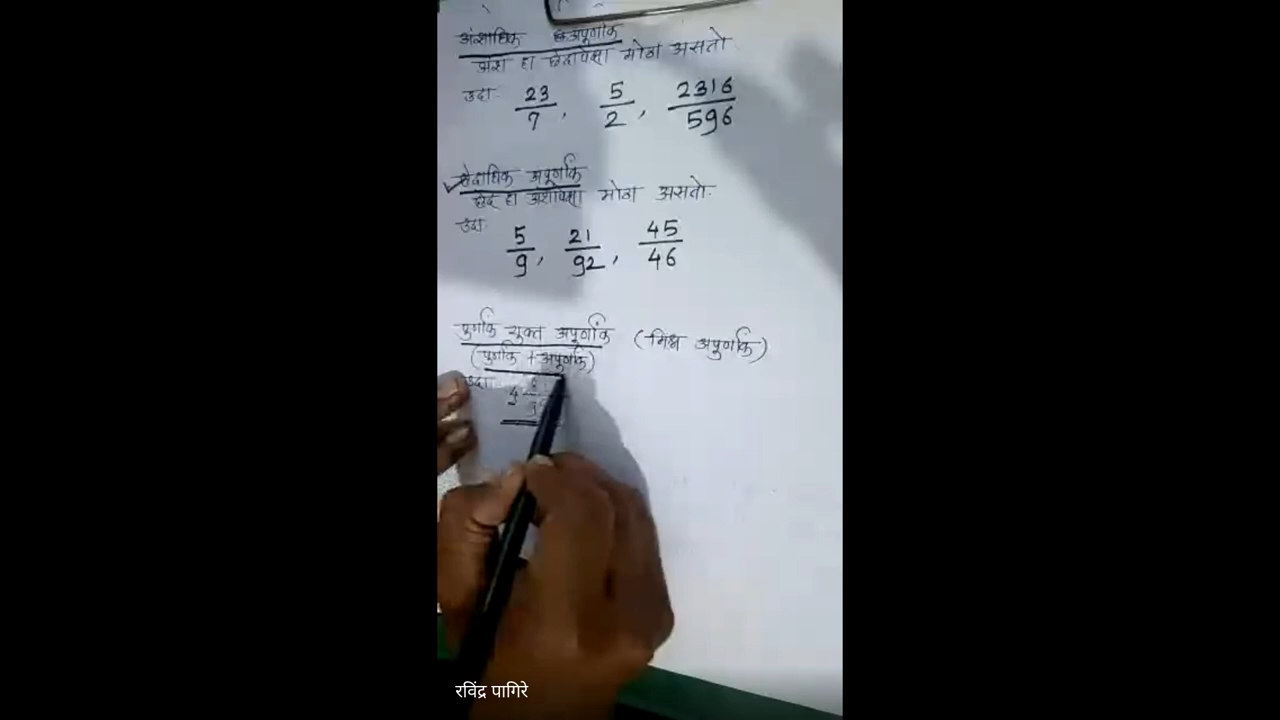 अंशाधिक अपूर्णांक
अंश हा छेदापेक्षा मोठा असतो.
उदा. 23/7, 5/2, 2316/596
✓छेदाधिक अपूर्णांक
छेद हा अंशापेक्षा मोठा असतो.
उदा. 5/9, 21/92, 45/46
पुर्णांक युक्त अपूर्णांक (मिश्र अपुर्णांक)
(पुर्णांक + अपूर्णांक)
उदा.
रविंद्र पागिरे